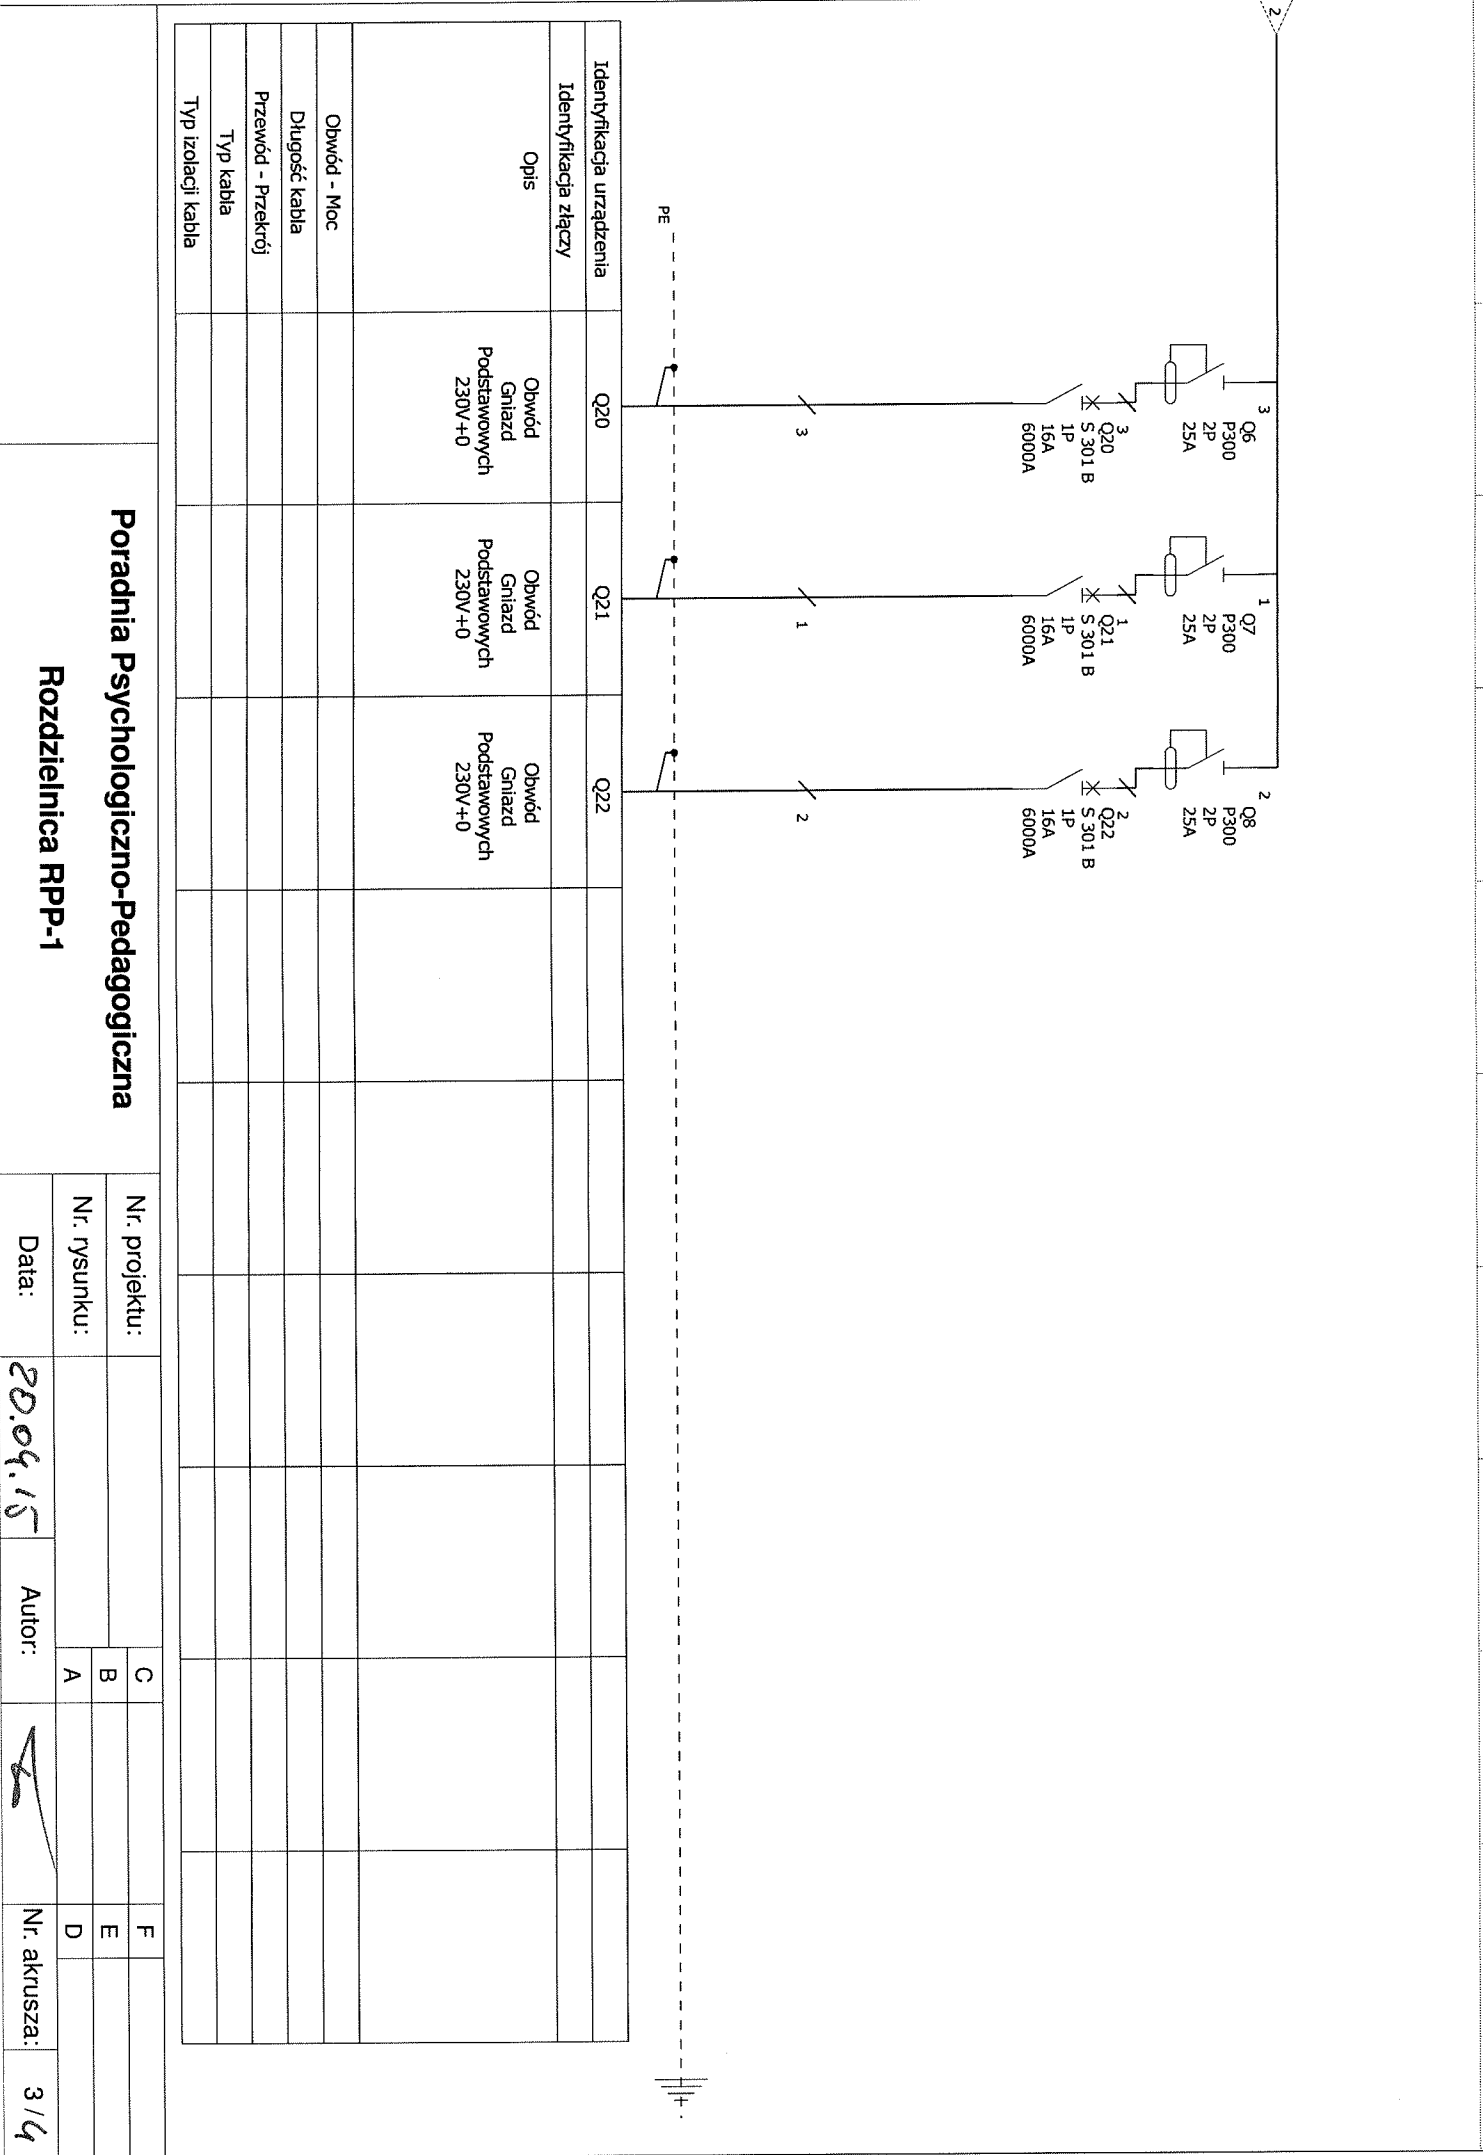 2
3
Q6
P300
2P
25A
1
Q7
P300
2P
25A
2
Q8
P300
2P
25A
3
Q20
S 301 B
1P
16A
6000A
1
Q21
S 301 B
1P
16A
6000A
2
Q22
S 301 B
1P
16A
6000A
3
1
2
PE
Identyfikacja urządzenia
Q20
Q21
Q22
Identyfikacja złączy
Opis
Obwód
Gniazd
Podstawowych
230V+0
Obwód
Gniazd
Podstawowych
230V+0
Obwód
Gniazd
Podstawowych
230V+0
Obwód - Moc
Długość kabla
Przewód - Przekrój
Typ kabla
Typ izolacji kabla
Poradnia Psychologiczno-Pedagogiczna
Rozdzielnica RPP-1
Nr. projektu:
Nr. rysunku:
Data:
20.04.15
Autor:
C
B
A
F
E
D
Nr. akrusza:
3/4